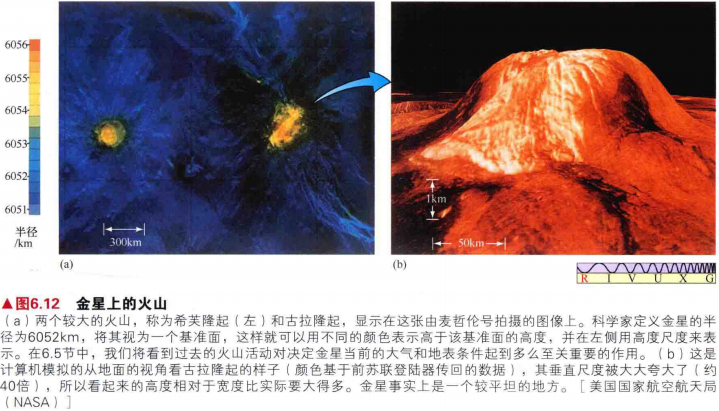 6056
6055
6054
6053
6052
6051
半径
/km
300km
(a)
1km
50km
(b)
R I V U X G
▲图6.12 金星上的火山
(a)两个较大的火山，称为希芙隆起（左）和古拉隆起，显示在这张由麦哲伦号拍摄的图像上。科学家定义金星的半
径为6052km，将其视为一个基准面，这样就可以用不同的颜色表示高于该基准面的高度，并在左侧用高度尺度来表
示。在6.5节中，我们将看到过去的火山活动对决定金星当前的大气和地表条件起到多么至关重要的作用。(b)这是
计算机模拟的从地面的视角看古拉隆起的样子（颜色基于前苏联登陆器传回的数据），其垂直尺度被大大夸大了（约
40倍），所以看起来的高度相对于宽度比实际要大得多。金星事实上是一个较平坦的地方。［美国国家航空航天局
（NASA）］